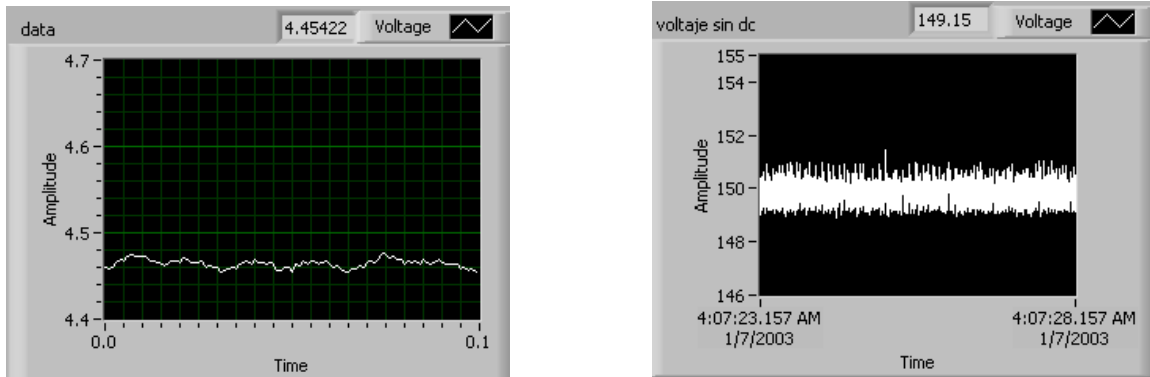 data 4.45422 Voltage
4.7
4.6
4.5
4.4
Amplitude
0.0 0.1
Time
voltaje sin dc 149.15 Voltage
155
154
152
150
148
146
Amplitude
4:07:23.157 AM 4:07:28.157 AM
1/7/2003 1/7/2003
Time